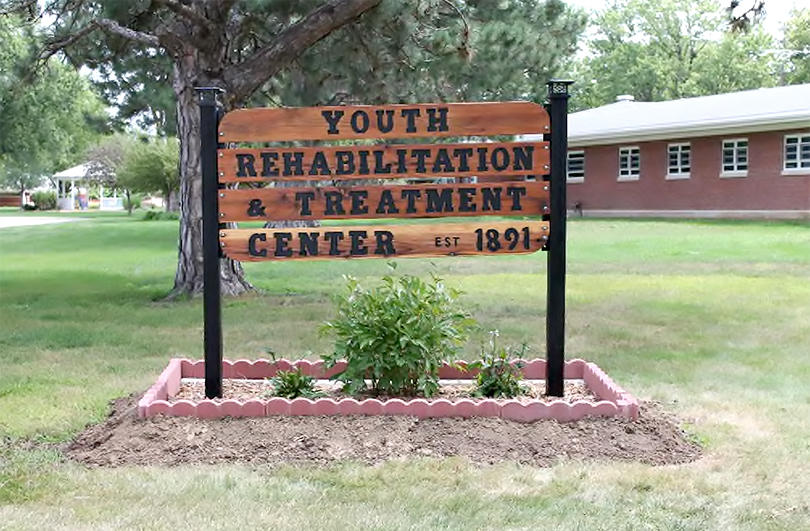 YOUTH
REHABILITATION
& TREATMENT
CENTER EST 1891